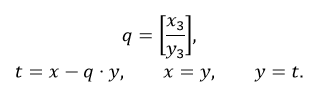 q = [x₃/y₃],
t = x − q · y, x = y, y = t.